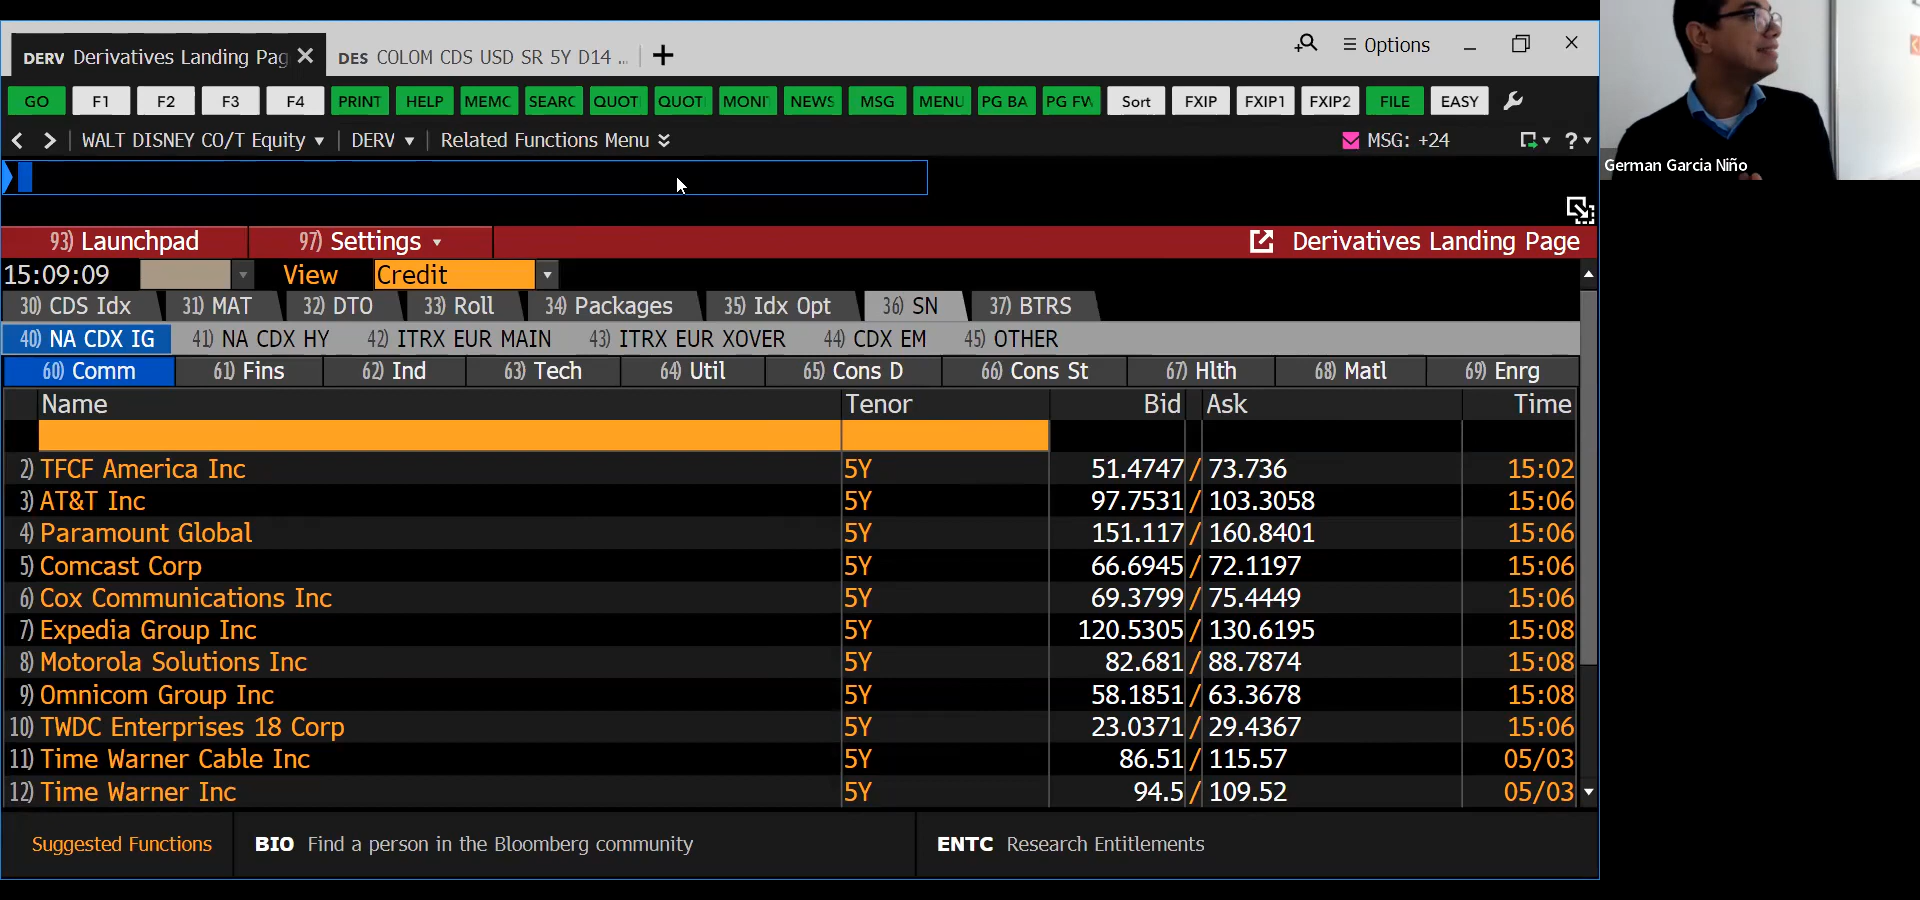 DERV Derivatives Landing Pag × DES COLOM CDS USD SR 5Y D14 ... + Options
GO F1 F2 F3 F4 PRINT HELP MEMC SEARC QUOT QUOT MONI NEWS MSG MENU PG BA PG FW Sort FXIP FXIP1 FXIP2 FILE EASY
WALT DISNEY CO/T Equity DERV Related Functions Menu MSG: +24 ?
German Garcia Niño
93) Launchpad 97) Settings Derivatives Landing Page
15:09:09 View Credit
30) CDS Idx 31) MAT 32) DTO 33) Roll 34) Packages 35) Idx Opt 36) SN 37) BTRS
40) NA CDX IG 41) NA CDX HY 42) ITRX EUR MAIN 43) ITRX EUR XOVER 44) CDX EM 45) OTHER
60) Comm 61) Fins 62) Ind 63) Tech 64) Util 65) Cons D 66) Cons St 67) Hlth 68) Matl 69) Enrg
Name Tenor Bid Ask Time
2) TFCF America Inc 5Y 51.4747 / 73.736 15:02
3) AT&T Inc 5Y 97.7531 / 103.3058 15:06
4) Paramount Global 5Y 151.117 / 160.8401 15:06
5) Comcast Corp 5Y 66.6945 / 72.1197 15:06
6) Cox Communications Inc 5Y 69.3799 / 75.4449 15:06
7) Expedia Group Inc 5Y 120.5305 / 130.6195 15:08
8) Motorola Solutions Inc 5Y 82.681 / 88.7874 15:08
9) Omnicom Group Inc 5Y 58.1851 / 63.3678 15:08
10) TWDC Enterprises 18 Corp 5Y 23.0371 / 29.4367 15:06
11) Time Warner Cable Inc 5Y 86.51 / 115.57 05/03
12) Time Warner Inc 5Y 94.5 / 109.52 05/03
Suggested Functions BIO Find a person in the Bloomberg community ENTC Research Entitlements